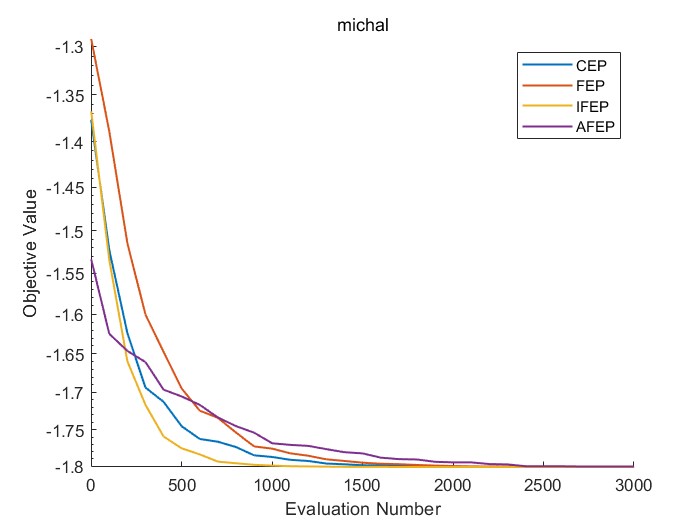 michal
-1.3
-1.35
-1.4
-1.45
-1.5
-1.55
-1.6
-1.65
-1.7
-1.75
-1.8
Objective Value
CEP
FEP
IFEP
AFEP
0 500 1000 1500 2000 2500 3000
Evaluation Number